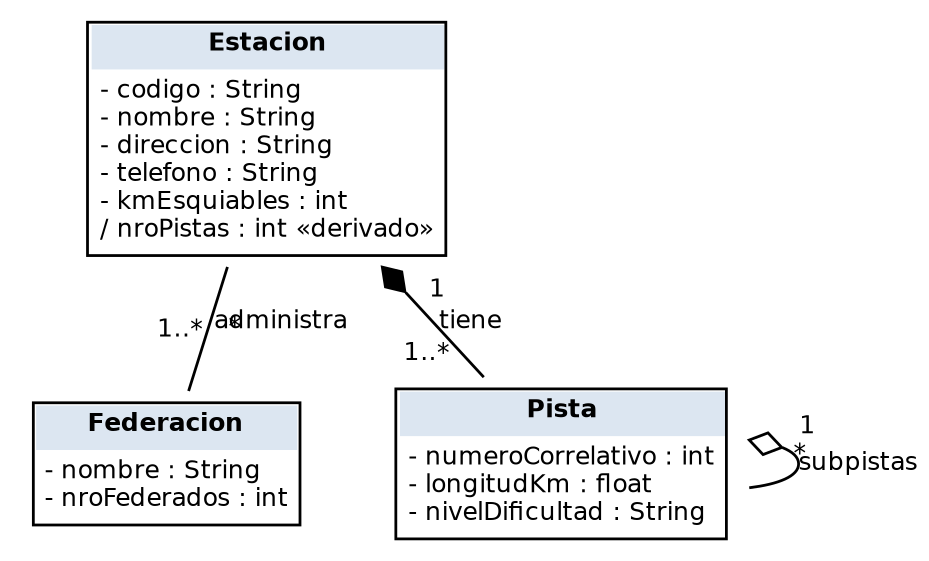 Estacion
- codigo : String
- nombre : String
- direccion : String
- telefono : String
- kmEsquiables : int
/ nroPistas : int «derivado»
1
1..*
*
administra
tiene
1..*
Federacion
- nombre : String
- nroFederados : int
Pista
- numeroCorrelativo : int
- longitudKm : float
- nivelDificultad : String
1
*
subpistas